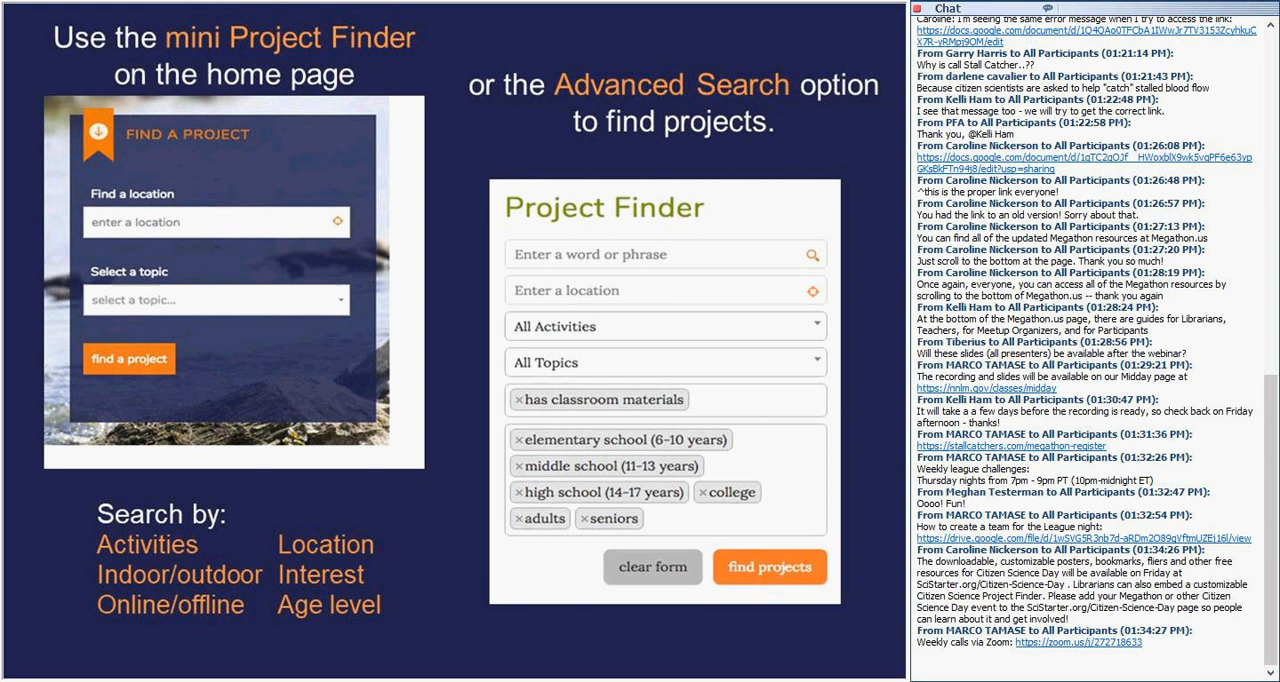 Use the mini Project Finder
on the home page
FIND A PROJECT
Find a location
enter a location
Select a topic
select a topic...
find a project
Search by:
Activities Location
Indoor/outdoor Interest
Online/offline Age level
or the Advanced Search option
to find projects.
Project Finder
Enter a word or phrase
Enter a location
All Activities
All Topics
×has classroom materials
×elementary school (6-10 years)
×middle school (11-13 years)
×high school (14-17 years) ×college
×adults ×seniors
clear form find projects
Chat
Caroline: I'm seeing the same error message when I try to access the link:
From Garry Harris to All Participants (01:21:14 PM):
Why is call Stall Catcher..??
From darlene cavalier to All Participants (01:21:43 PM):
Because citizen scientists are asked to help "catch" stalled blood flow
From Kelli Ham to All Participants (01:22:48 PM):
I see that message too - we will try to get the correct link.
From PFA to All Participants (01:22:58 PM):
Thank you, @Kelli Ham
From Caroline Nickerson to All Participants (01:26:08 PM):
From Caroline Nickerson to All Participants (01:26:48 PM):
^this is the proper link everyone!
From Caroline Nickerson to All Participants (01:26:57 PM):
You had the link to an old version! Sorry about that.
From Caroline Nickerson to All Participants (01:27:13 PM):
You can find all of the updated Megathon resources at Megathon.us
From Caroline Nickerson to All Participants (01:27:20 PM):
Just scroll to the bottom at the page. Thank you so much!
From Caroline Nickerson to All Participants (01:28:19 PM):
Once again, everyone, you can access all of the Megathon resources by
scrolling to the bottom of Megathon.us -- thank you again
From Kelli Ham to All Participants (01:28:24 PM):
At the bottom of the Megathon.us page, there are guides for Librarians,
Teachers, for Meetup Organizers, and for Participants
From Tiberius to All Participants (01:28:56 PM):
Will these slides (all presenters) be available after the webinar?
From MARCO TAMASE to All Participants (01:29:21 PM):
The recording and slides will be available on our Midday page at
https://nnlm.gov/classes/midday
From Kelli Ham to All Participants (01:30:47 PM):
It will take a a few days before the recording is ready, so check back on Friday
afternoon - thanks!
From MARCO TAMASE to All Participants (01:31:36 PM):
https://stallcatchers.com/megathon-register
From MARCO TAMASE to All Participants (01:32:26 PM):
Weekly league challenges:
Thursday nights from 7pm - 9pm PT (10pm-midnight ET)
From Meghan Testerman to All Participants (01:32:47 PM):
Oooo! Fun!
From MARCO TAMASE to All Participants (01:32:54 PM):
How to create a team for the League night:
From Caroline Nickerson to All Participants (01:34:26 PM):
The downloadable, customizable posters, bookmarks, fliers and other free
resources for Citizen Science Day will be available on Friday at
SciStarter.org/Citizen-Science-Day . Librarians can also embed a customizable
Citizen Science Project Finder. Please add your Megathon or other Citizen
Science Day event to the SciStarter.org/Citizen-Science-Day page so people
can learn about it and get involved!
From MARCO TAMASE to All Participants (01:34:27 PM):
Weekly calls via Zoom: https://zoom.us/j/272718633